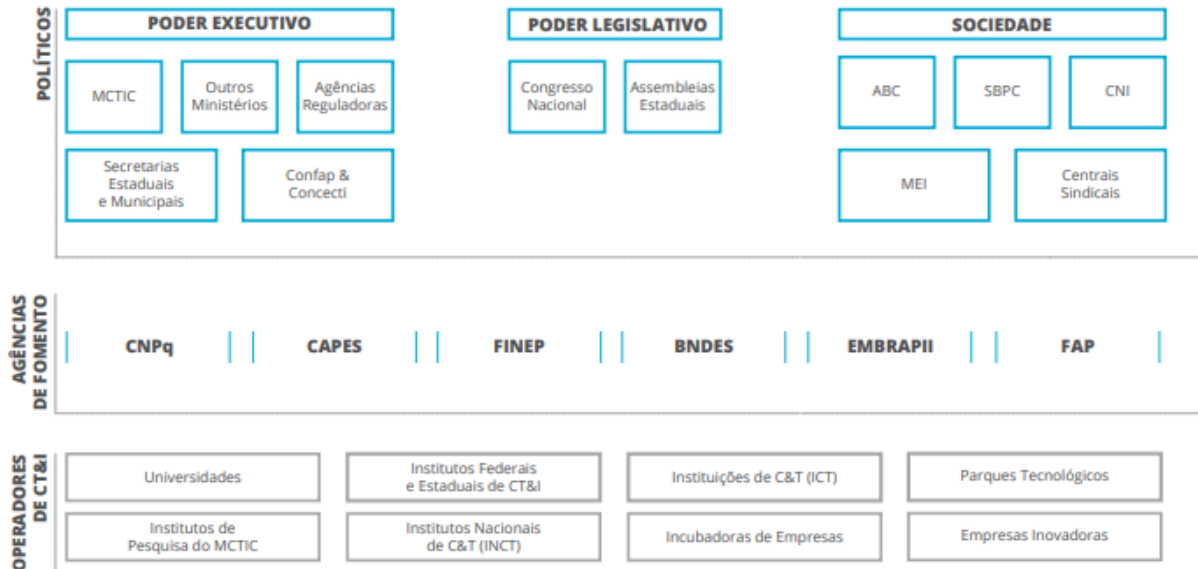 POLÍTICOS
PODER EXECUTIVO
PODER LEGISLATIVO
SOCIEDADE
MCTIC
Outros
Ministérios
Agências
Reguladoras
Congresso
Nacional
Assembleias
Estaduais
ABC
SBPC
CNI
Secretarias
Estaduais
e Municipais
Confap &
Concecti
MEI
Centrais
Sindicais
AGÊNCIAS
DE FOMENTO
CNPq
CAPES
FINEP
BNDES
EMBRAPII
FAP
OPERADORES
DE CT&I
Universidades
Institutos Federais
e Estaduais de CT&I
Instituições de C&T (ICT)
Parques Tecnológicos
Institutos de
Pesquisa do MCTIC
Institutos Nacionais
de C&T (INCT)
Incubadoras de Empresas
Empresas Inovadoras